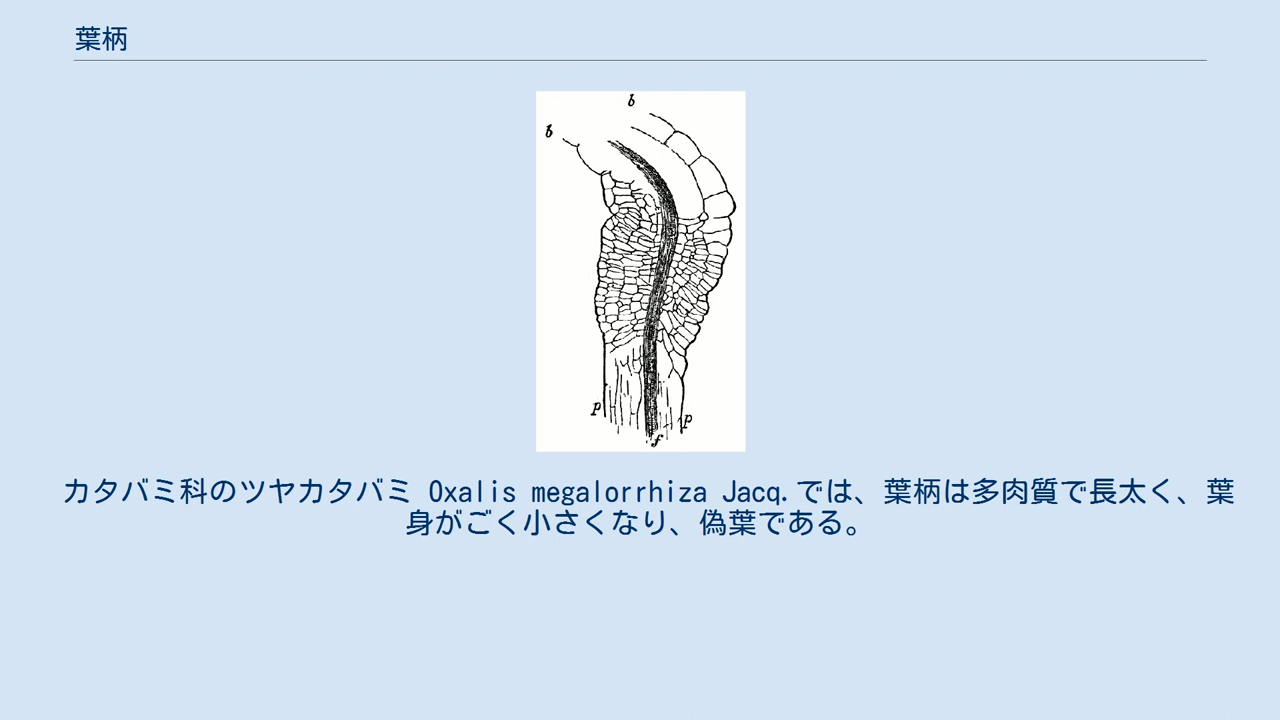 葉柄
b
b
p
p
f
カタバミ科のツヤカタバミ Oxalis megalorrhiza Jacq.では、葉柄は多肉質で長太く、葉
身がごく小さくなり、偽葉である。